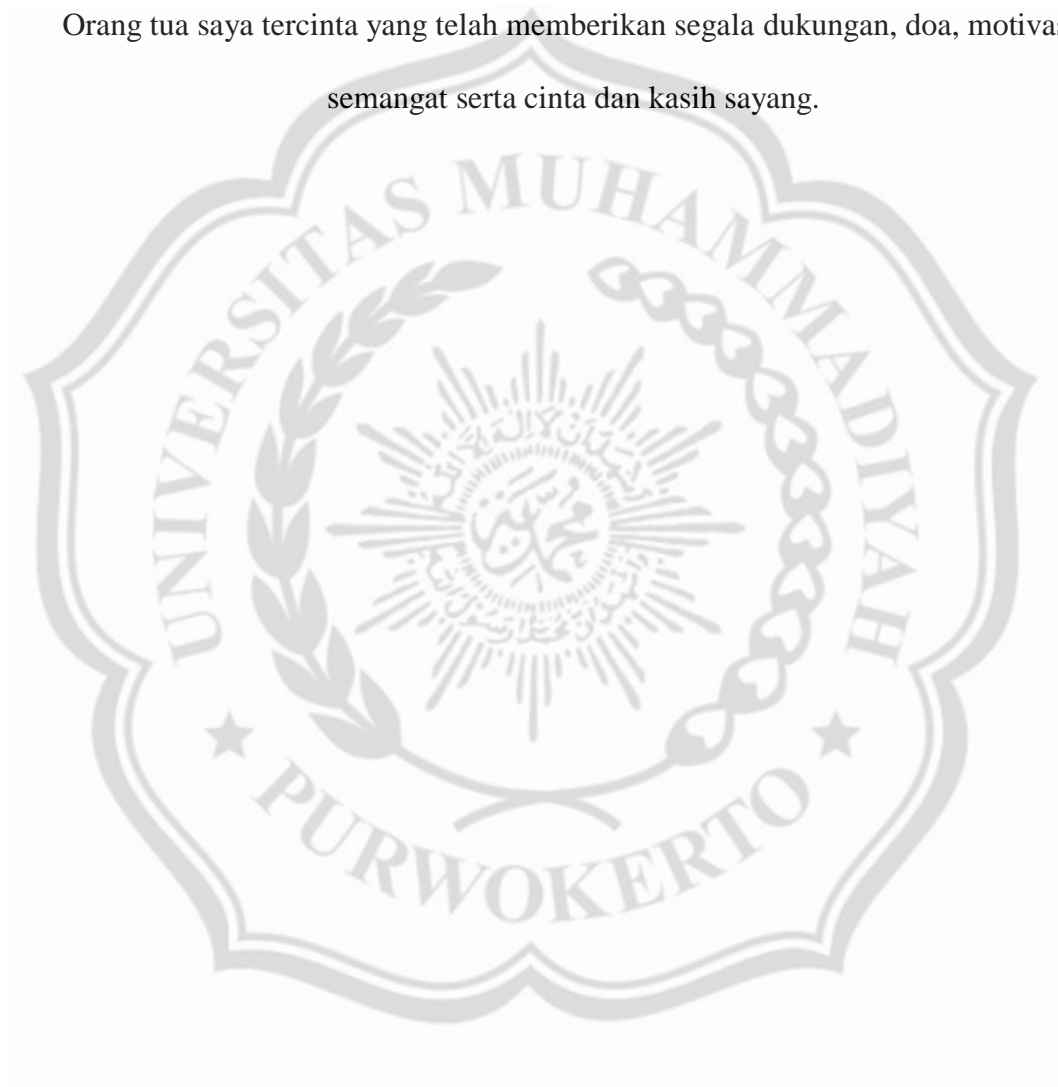 Orang tua saya tercinta yang telah memberikan segala dukungan, doa, motivas
semangat serta cinta dan kasih sayang.
UNIVERSITAS MUHAMMADIYAH
محمد
PURWOKERTO